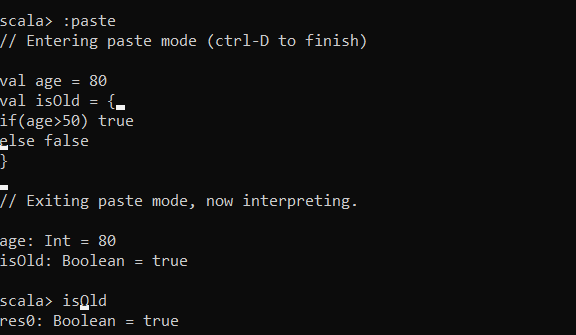 scala> :paste
// Entering paste mode (ctrl-D to finish)
val age = 80
val isOld = {
if(age>50) true
else false
}
// Exiting paste mode, now interpreting.
age: Int = 80
isOld: Boolean = true
scala> isOld
res0: Boolean = true